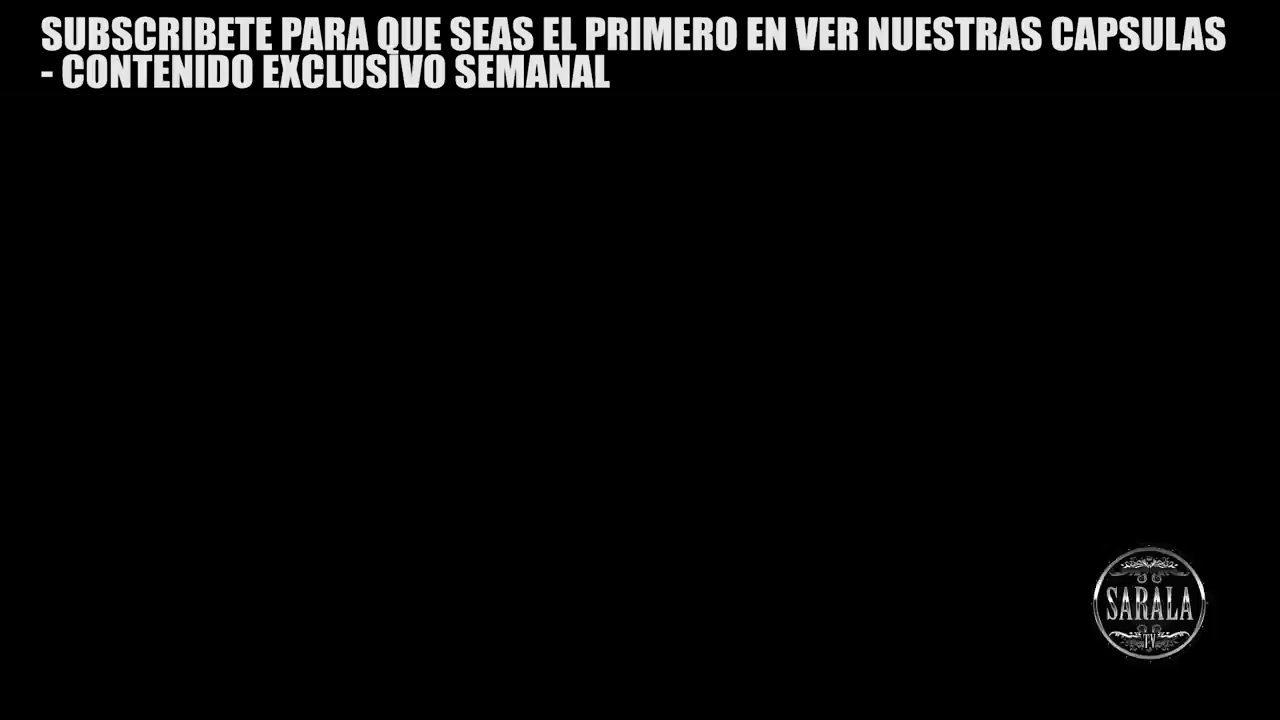 SUBSCRIBETE PARA QUE SEAS EL PRIMERO EN VER NUESTRAS CAPSULAS
- CONTENIDO EXCLUSIVO SEMANAL
SARALA
TV